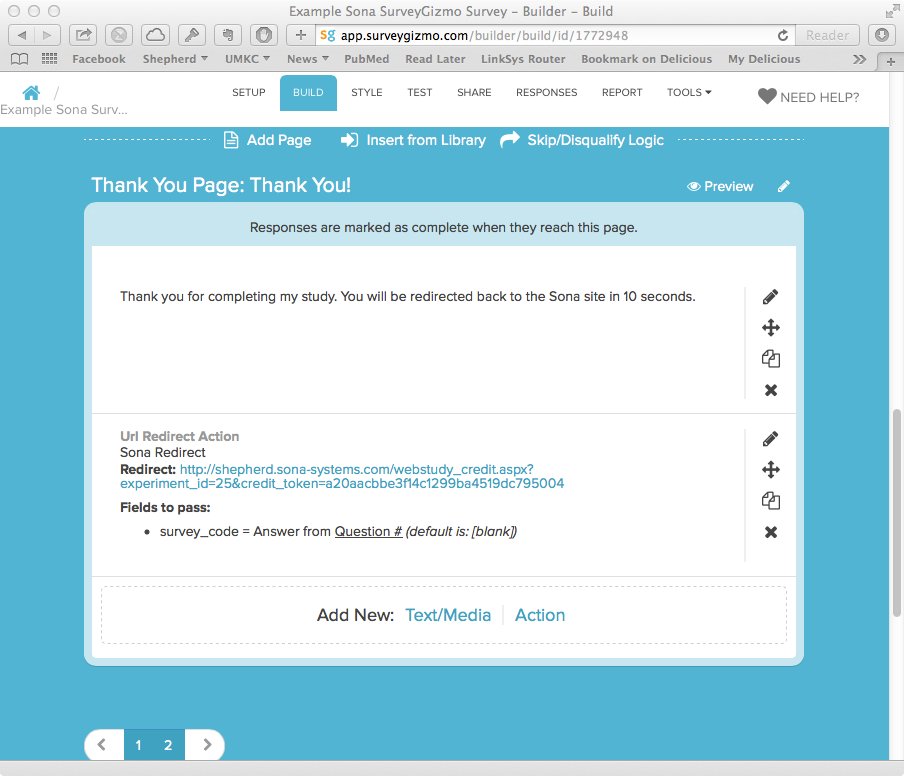 Example Sona SurveyGizmo Survey – Builder – Build
app.surveygizmo.com/builder/build/id/1772948
Reader
Facebook Shepherd UMKC News PubMed Read Later LinkSys Router Bookmark on Delicious My Delicious
/
Example Sona Surv...
SETUP BUILD STYLE TEST SHARE RESPONSES REPORT TOOLS
NEED HELP?
Add Page Insert from Library Skip/Disqualify Logic
Thank You Page: Thank You!
Preview
Responses are marked as complete when they reach this page.
Thank you for completing my study. You will be redirected back to the Sona site in 10 seconds.
Url Redirect Action
Sona Redirect
Redirect: http://shepherd.sona-systems.com/webstudy_credit.aspx?
experiment_id=25&credit_token=a20aacbbe3f14c1299ba4519dc795004
Fields to pass:
• survey_code = Answer from Question # (default is: [blank])
Add New: Text/Media Action
1 2